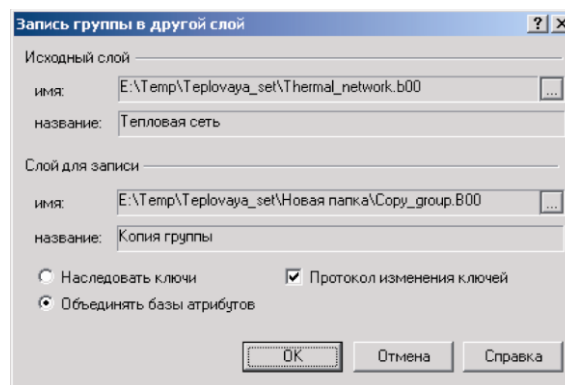 Запись группы в другой слой
Исходный слой
имя: E:\Temp\Teplovaya_set\Thermal_network.b00 ...
название: Тепловая сеть
Слой для записи
имя: E:\Temp\Teplovaya_set\Новая папка\Copy_group.B00 ...
название: Копия группы
Наследовать ключи Протокол изменения ключей
Объединять базы атрибутов
OK Отмена Справка